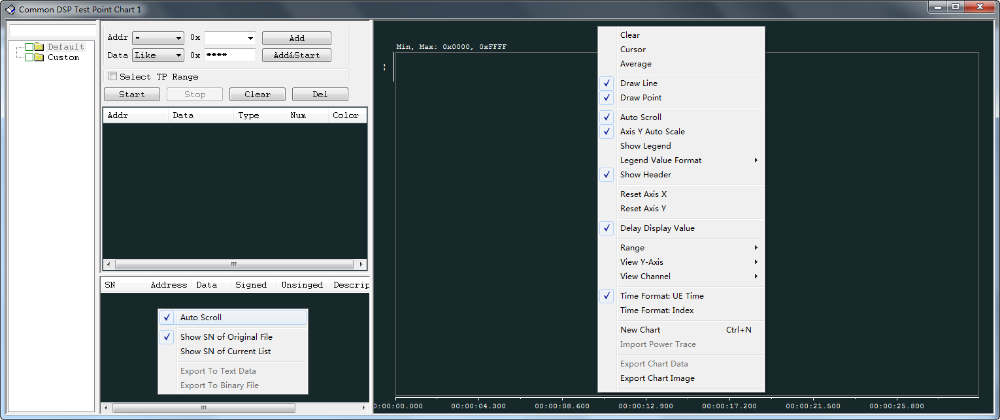 Common DSP Test Point Chart 1
Default
Custom
Addr = 0x Add
Data Like 0x **** Add&Start
Select TP Range
Start Stop Clear Del
Addr Data Type Num Color
SN Address Data Signed Unsinged Descrip
Auto Scroll
Show SN of Original File
Show SN of Current List
Export To Text Data
Export To Binary File
Min, Max: 0x0000, 0xFFFF
Clear
Cursor
Average
Draw Line
Draw Point
Auto Scroll
Axis Y Auto Scale
Show Legend
Legend Value Format
Show Header
Reset Axis X
Reset Axis Y
Delay Display Value
Range
View Y-Axis
View Channel
Time Format: UE Time
Time Format: Index
New Chart Ctrl+N
Import Power Trace
Export Chart Data
Export Chart Image
0:00:00.000 00:00:04.300 00:00:08.600 00:00:12.900 00:00:17.200 00:00:21.500 00:00:25.800